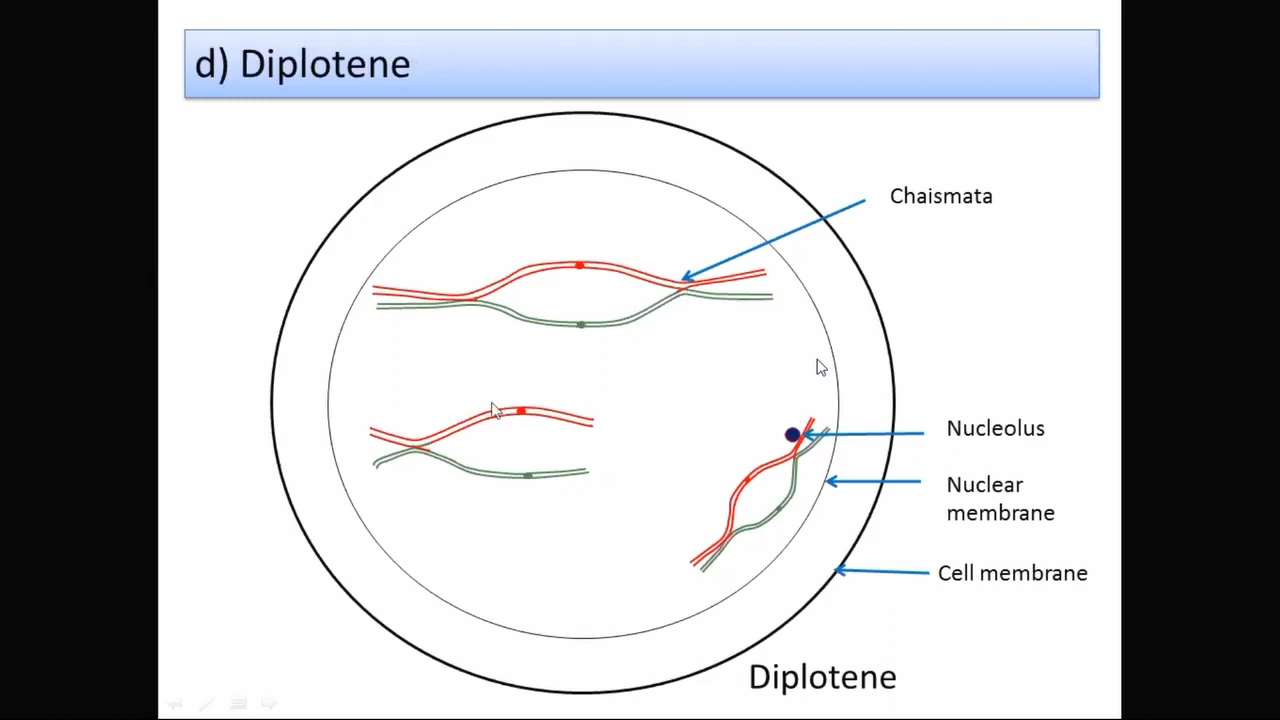 d) Diplotene
Chaismata
Nucleolus
Nuclear
membrane
Cell membrane
Diplotene